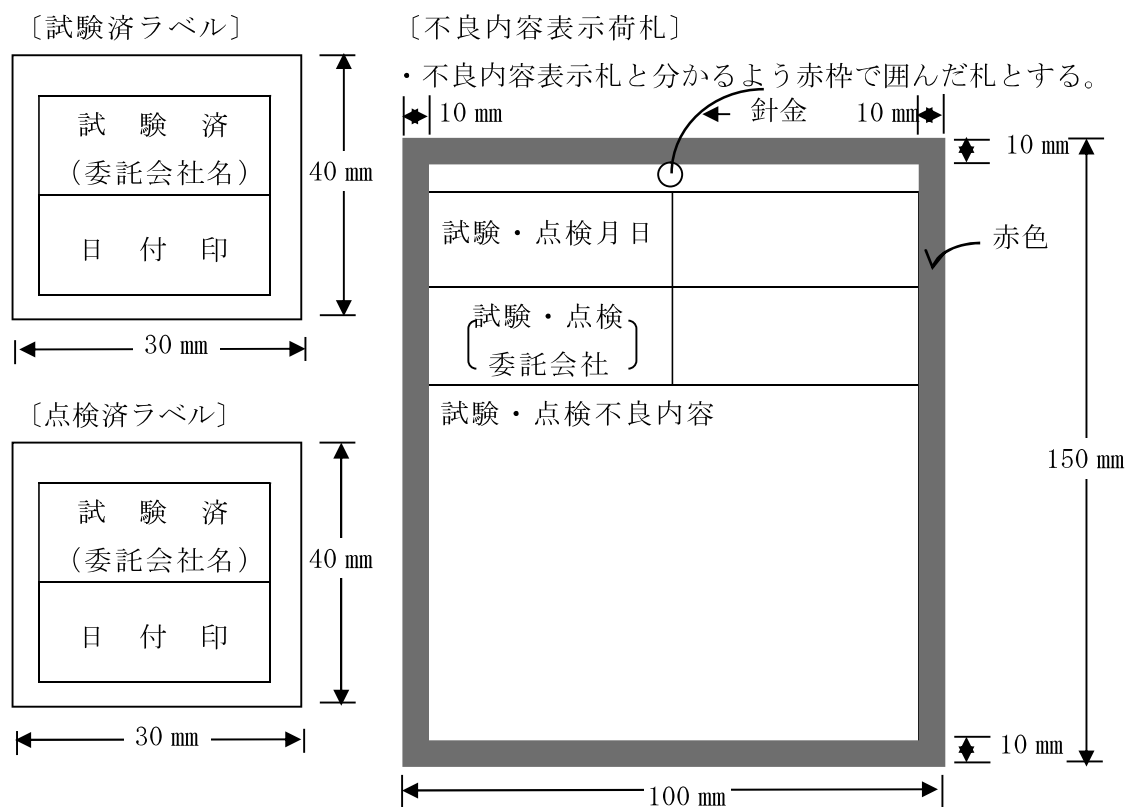 〔試験済ラベル〕
試 験 済
（委託会社名）
日 付 印
40 mm
30 mm
〔点検済ラベル〕
試 験 済
（委託会社名）
日 付 印
40 mm
30 mm
〔不良内容表示荷札〕
・不良内容表示札と分かるよう赤枠で囲んだ札とする。
10 mm
針金
10 mm
10 mm
赤色
試験・点検月日
試験・点検
委託会社
試験・点検不良内容
150 mm
10 mm
100 mm